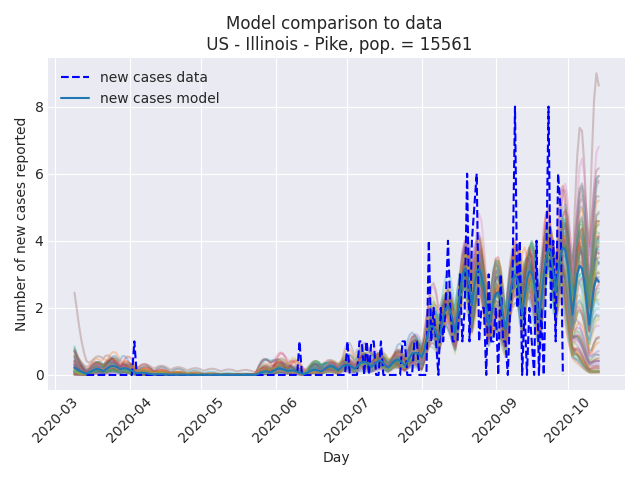 Model comparison to data
US - Illinois - Pike, pop. = 15561
new cases data
new cases model
Number of new cases reported
8
6
4
2
0
2020-03
2020-04
2020-05
2020-06
2020-07
2020-08
2020-09
2020-10
Day